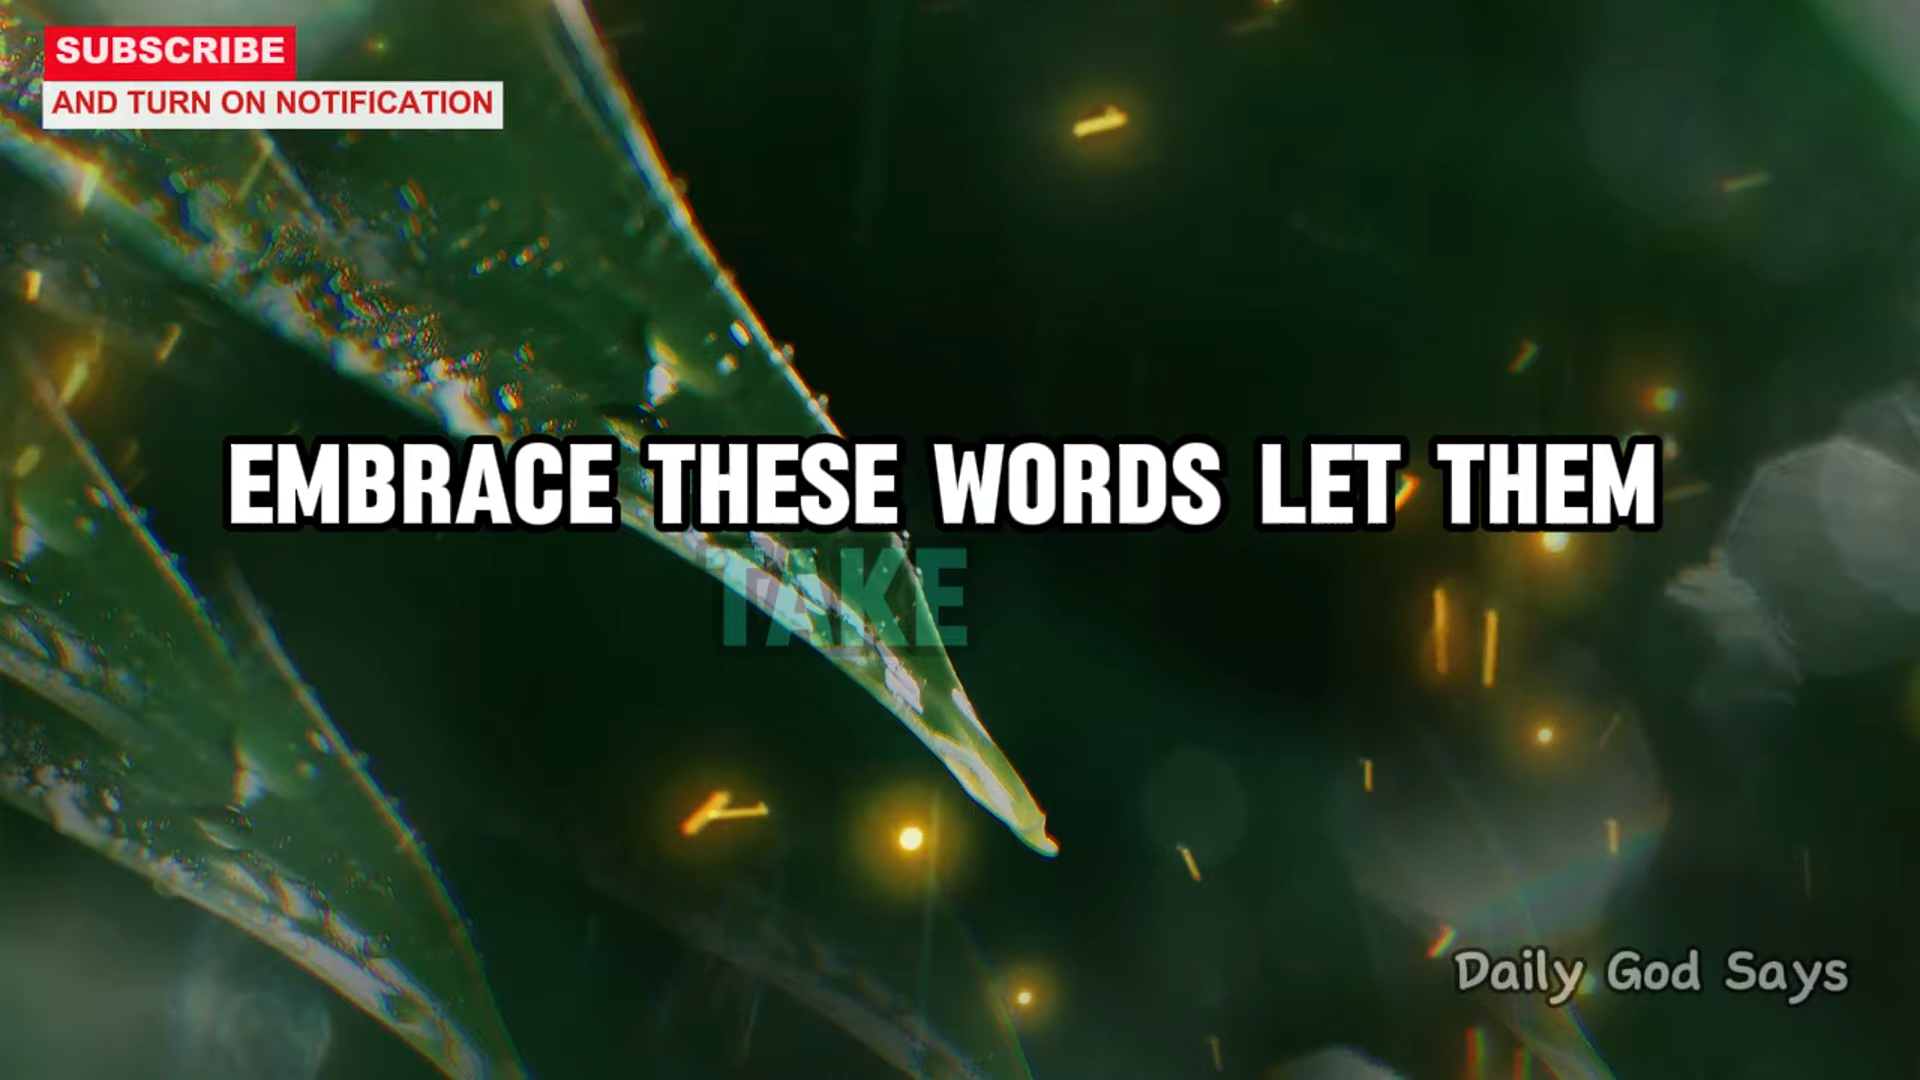 SUBSCRIBE
AND TURN ON NOTIFICATION
EMBRACE THESE WORDS LET THEM
TAKE
Daily God Says